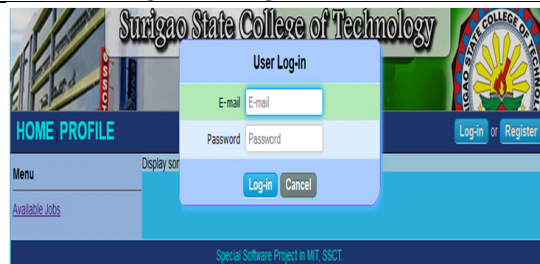 Surigao State College of Technology
SSCT
User Log-in
E-mail E-mail
Password Password
Log-in Cancel
HOME PROFILE
Log-in or Register
Menu
Available Jobs
Display
Special Software Project in MIT, SSCT.